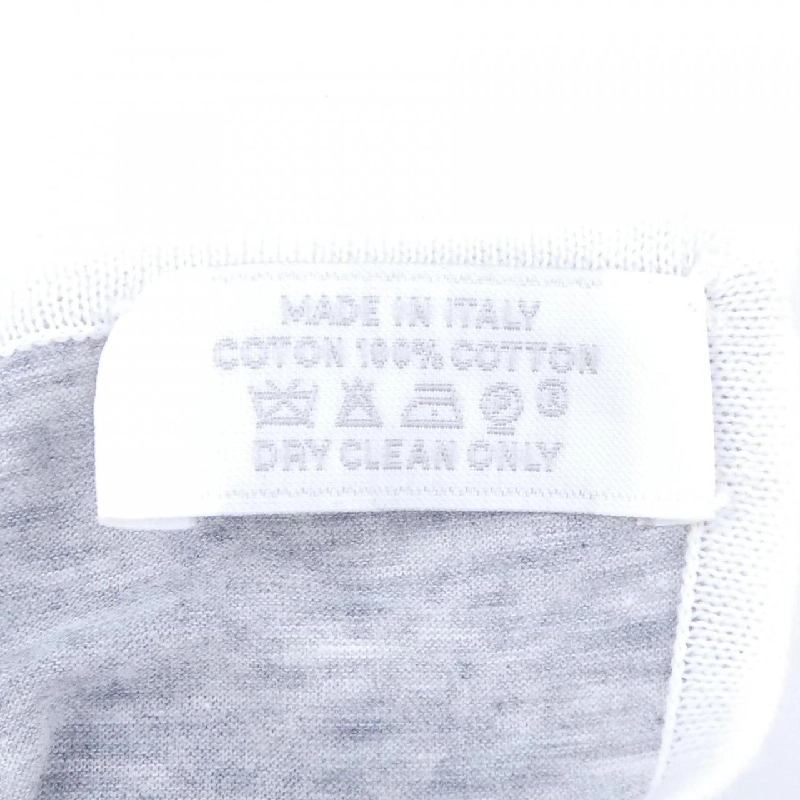 MADE IN ITALY
COTON 100% COTTON
DRY CLEAN ONLY